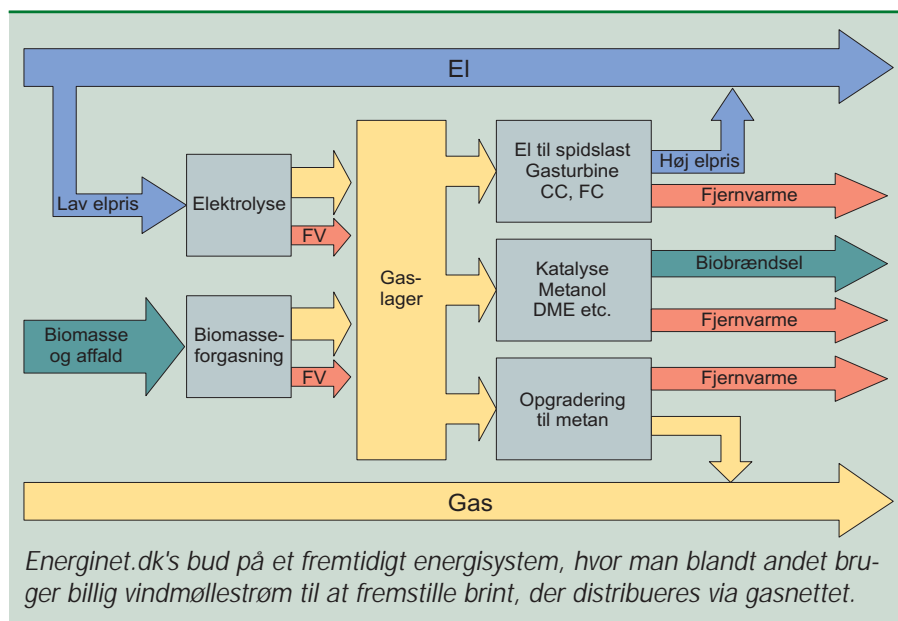 El
Lav elpris
Elektrolyse
FV
Biomasse
og affald
Biomasse-
forgasning
FV
Gas-
lager
El til spidslast
Gasturbine
CC, FC
Høj elpris
Fjernvarme
Katalyse
Metanol
DME etc.
Biobrændsel
Fjernvarme
Opgradering
til metan
Fjernvarme
Gas
Energinet.dk's bud på et fremtidigt energisystem, hvor man blandt andet bru-
ger billig vindmøllestrøm til at fremstille brint, der distribueres via gasnettet.